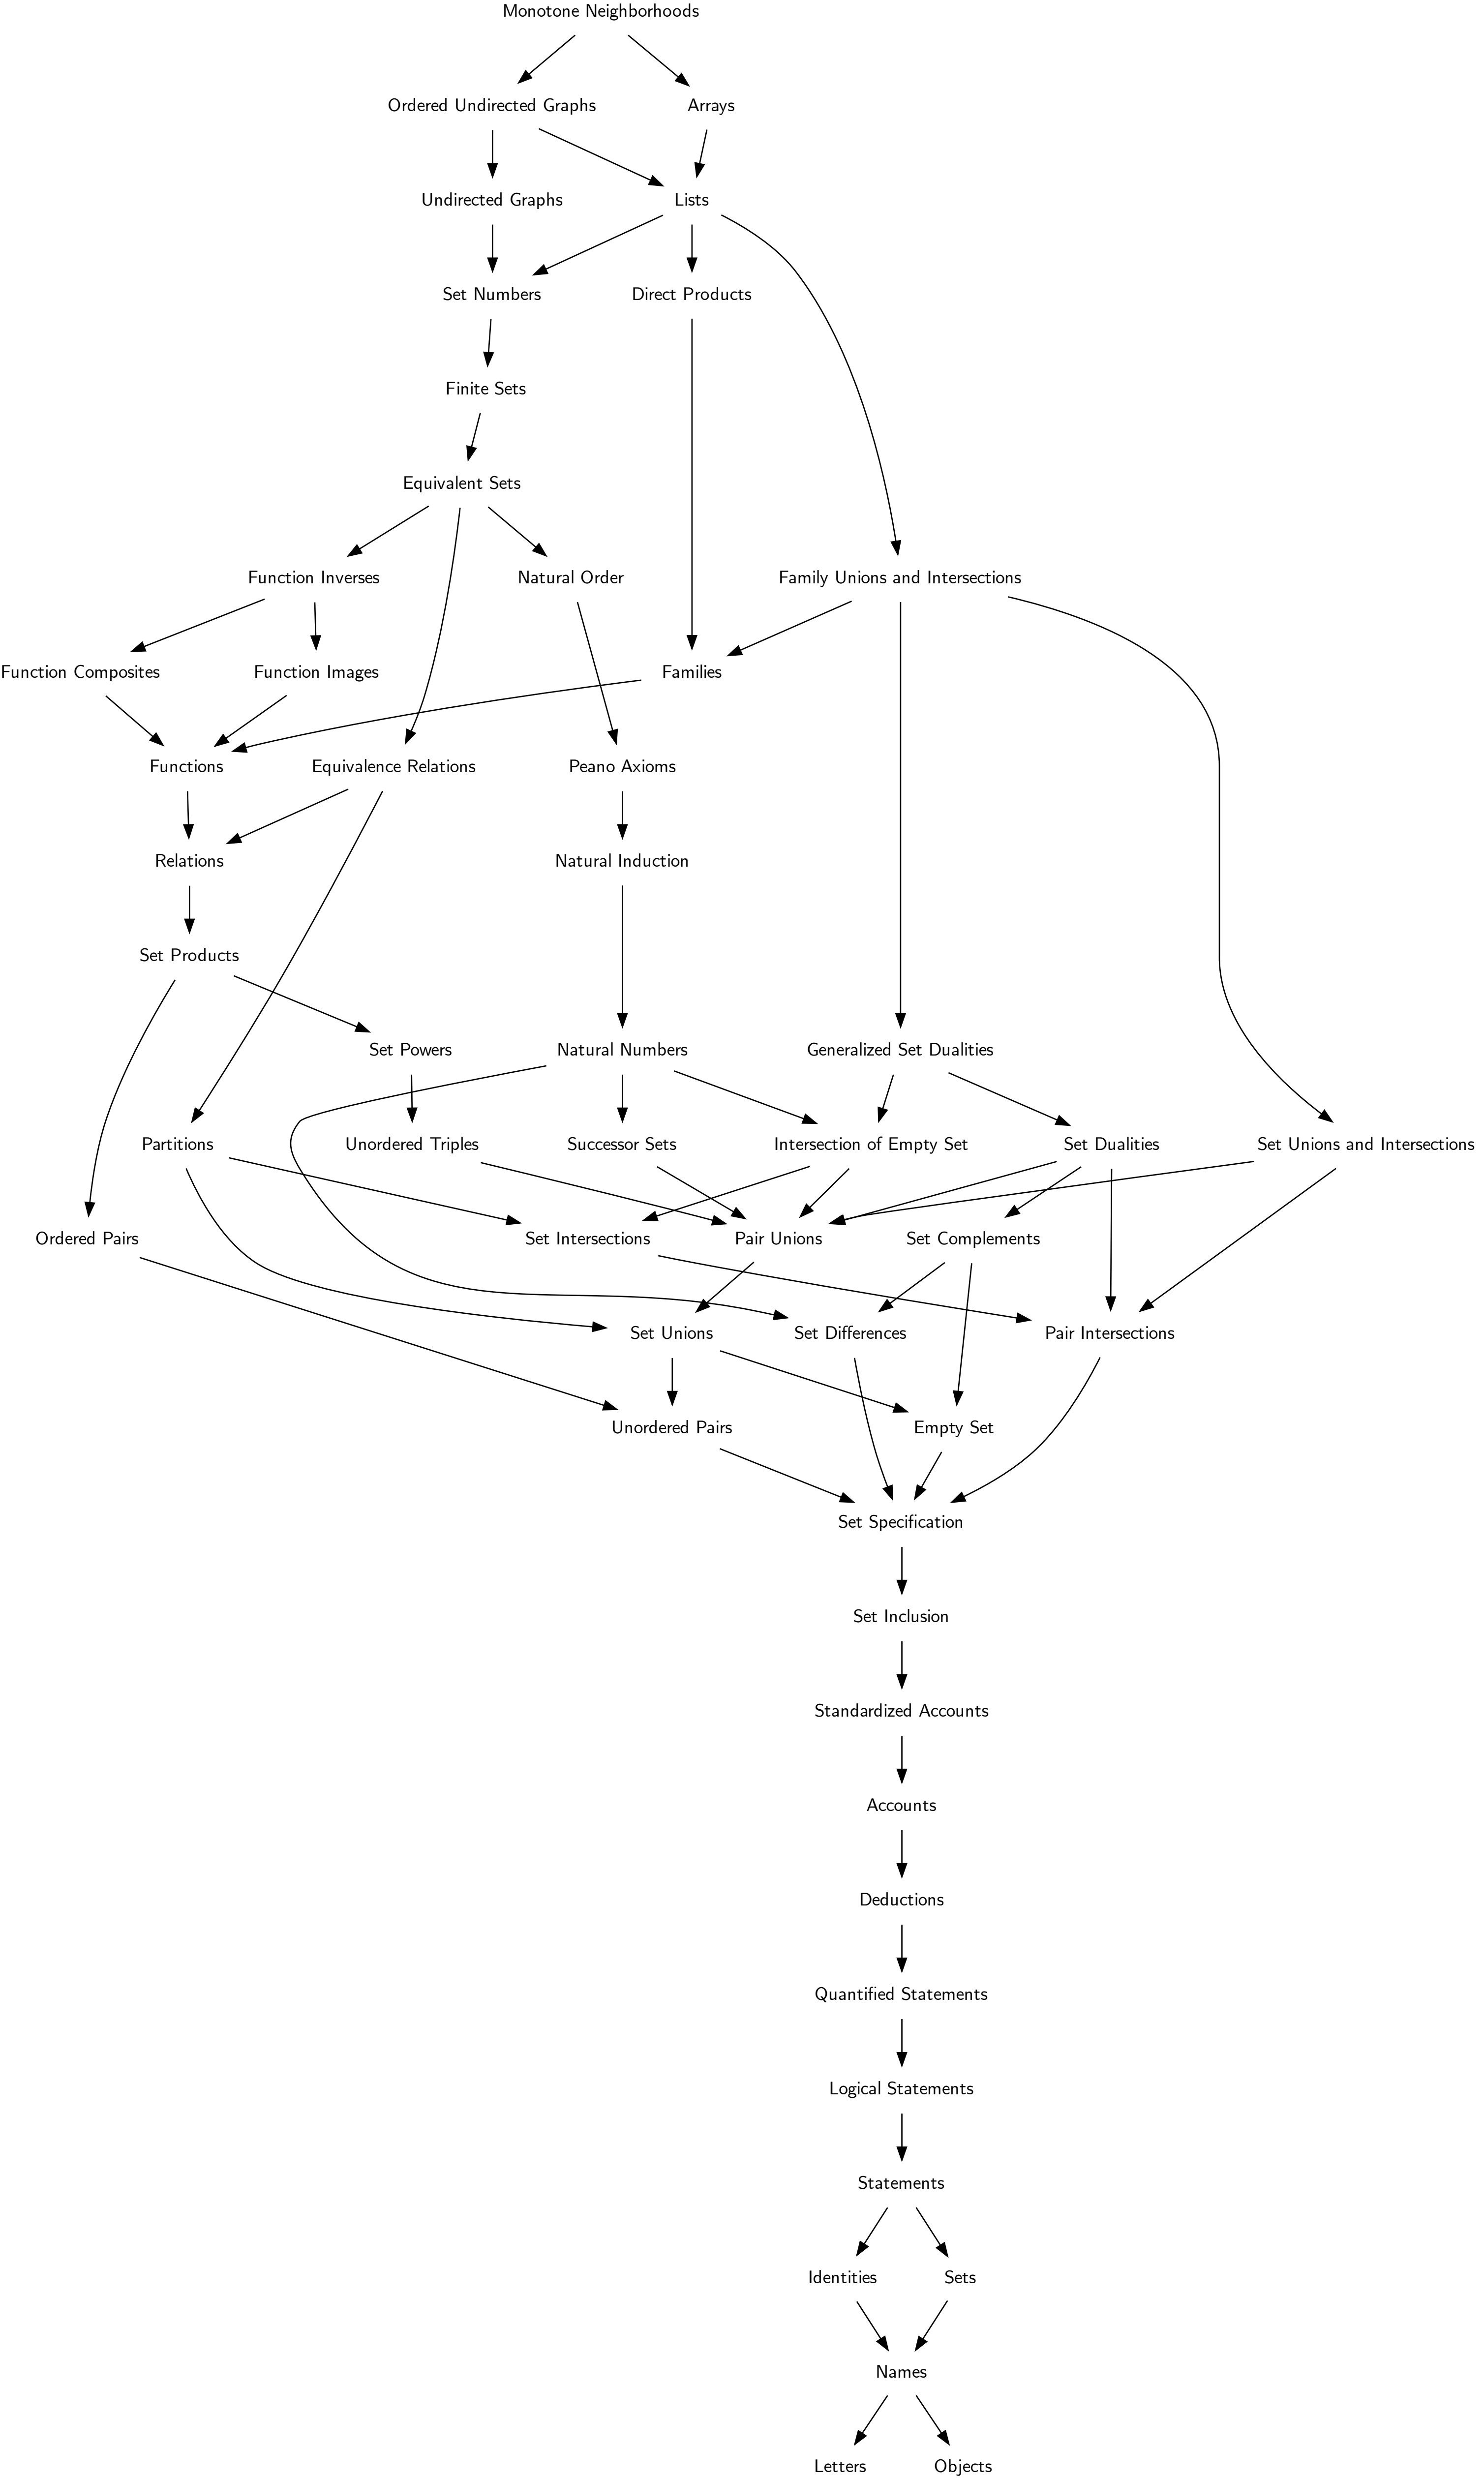 Monotone Neighborhoods
Ordered Undirected Graphs
Arrays
Undirected Graphs
Lists
Set Numbers
Direct Products
Finite Sets
Equivalent Sets
Function Inverses
Natural Order
Family Unions and Intersections
Function Composites
Function Images
Families
Functions
Equivalence Relations
Peano Axioms
Relations
Natural Induction
Set Products
Set Powers
Natural Numbers
Generalized Set Dualities
Partitions
Unordered Triples
Successor Sets
Intersection of Empty Set
Set Dualities
Set Unions and Intersections
Ordered Pairs
Set Intersections
Pair Unions
Set Complements
Set Unions
Set Differences
Pair Intersections
Unordered Pairs
Empty Set
Set Specification
Set Inclusion
Standardized Accounts
Accounts
Deductions
Quantified Statements
Logical Statements
Statements
Identities
Sets
Names
Letters
Objects